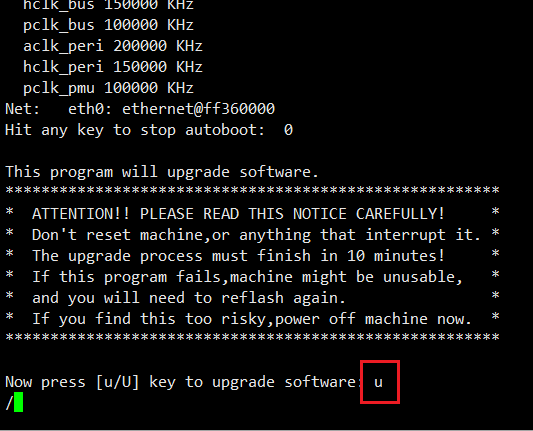 hclk_bus 150000 KHz
pclk_bus 100000 KHz
aclk_peri 200000 KHz
hclk_peri 150000 KHz
pclk_pmu 100000 KHz
Net:   eth0: ethernet@ff360000
Hit any key to stop autoboot:  0
This program will upgrade software.
*******************************************************
*  ATTENTION!! PLEASE READ THIS NOTICE CAREFULLY!     *
*  Don't reset machine,or anything that interrupt it. *
*  The upgrade process must finish in 10 minutes!     *
*  If this program fails,machine might be unusable,   *
*  and you will need to reflash again.                *
*  If you find this too risky,power off machine now.  *
*******************************************************
Now press [u/U] key to upgrade software: u
/